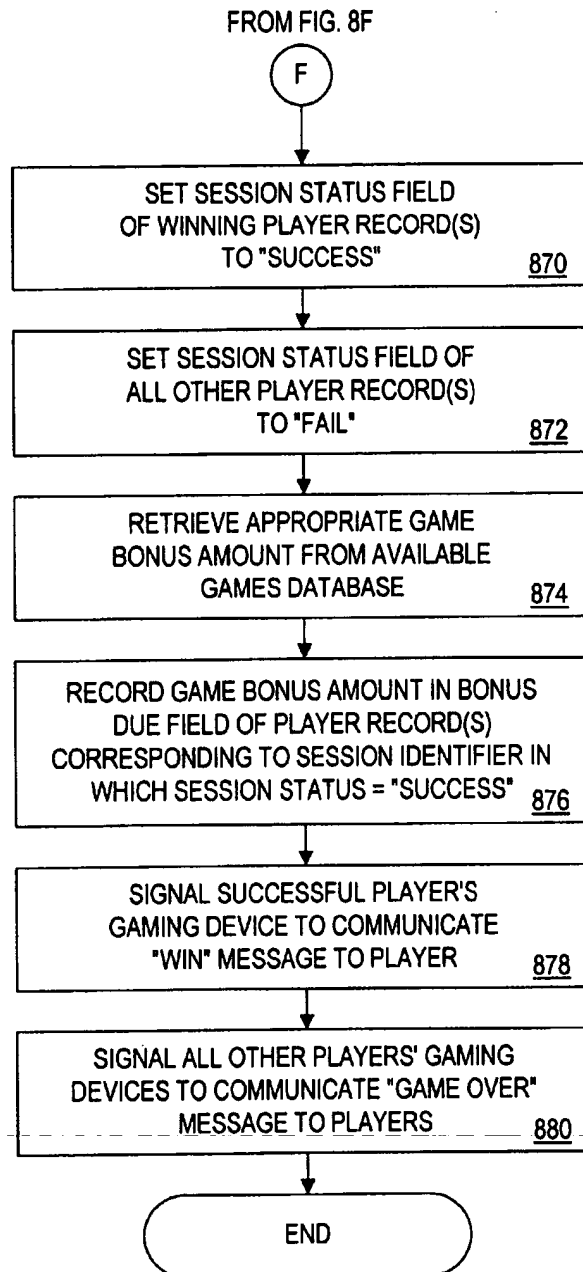 FROM FIG. 8F
F
SET SESSION STATUS FIELD
OF WINNING PLAYER RECORD(S)
TO "SUCCESS"
870
SET SESSION STATUS FIELD OF
ALL OTHER PLAYER RECORD(S)
TO "FAIL"
872
RETRIEVE APPROPRIATE GAME
BONUS AMOUNT FROM AVAILABLE
GAMES DATABASE
874
RECORD GAME BONUS AMOUNT IN BONUS
DUE FIELD OF PLAYER RECORD(S)
CORRESPONDING TO SESSION IDENTIFIER IN
WHICH SESSION STATUS = "SUCCESS"
876
SIGNAL SUCCESSFUL PLAYER'S
GAMING DEVICE TO COMMUNICATE
"WIN" MESSAGE TO PLAYER
878
SIGNAL ALL OTHER PLAYERS' GAMING
DEVICES TO COMMUNICATE "GAME OVER"
MESSAGE TO PLAYERS
880
END